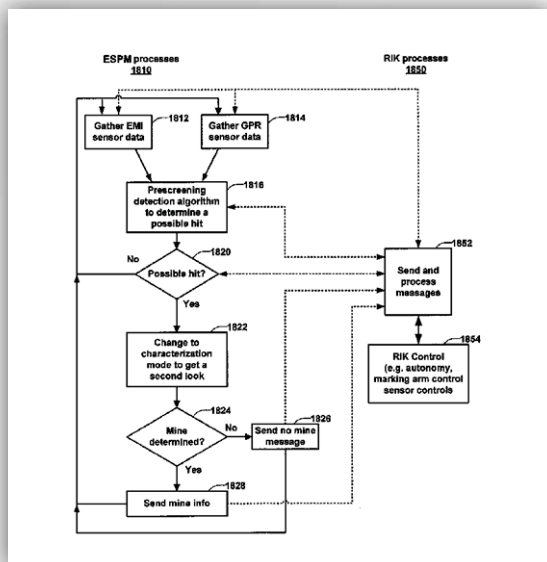 ESPM processes
1810
RIK processes
1850
Gather EMI
sensor data
1812
Gather GPR
sensor data
1814
Prescreening
detection algorithm
to determine a
possible hit
1816
No
Possible hit?
1820
Yes
1852
Send and
process
messages
Change to
characterization
mode to get a
second look
1822
1854
RIK Control
(e.g. autonomy,
marking arm control
sensor controls
Mine
determined?
1824
No
Send no mine
message
1826
Yes
Send mine info
1828